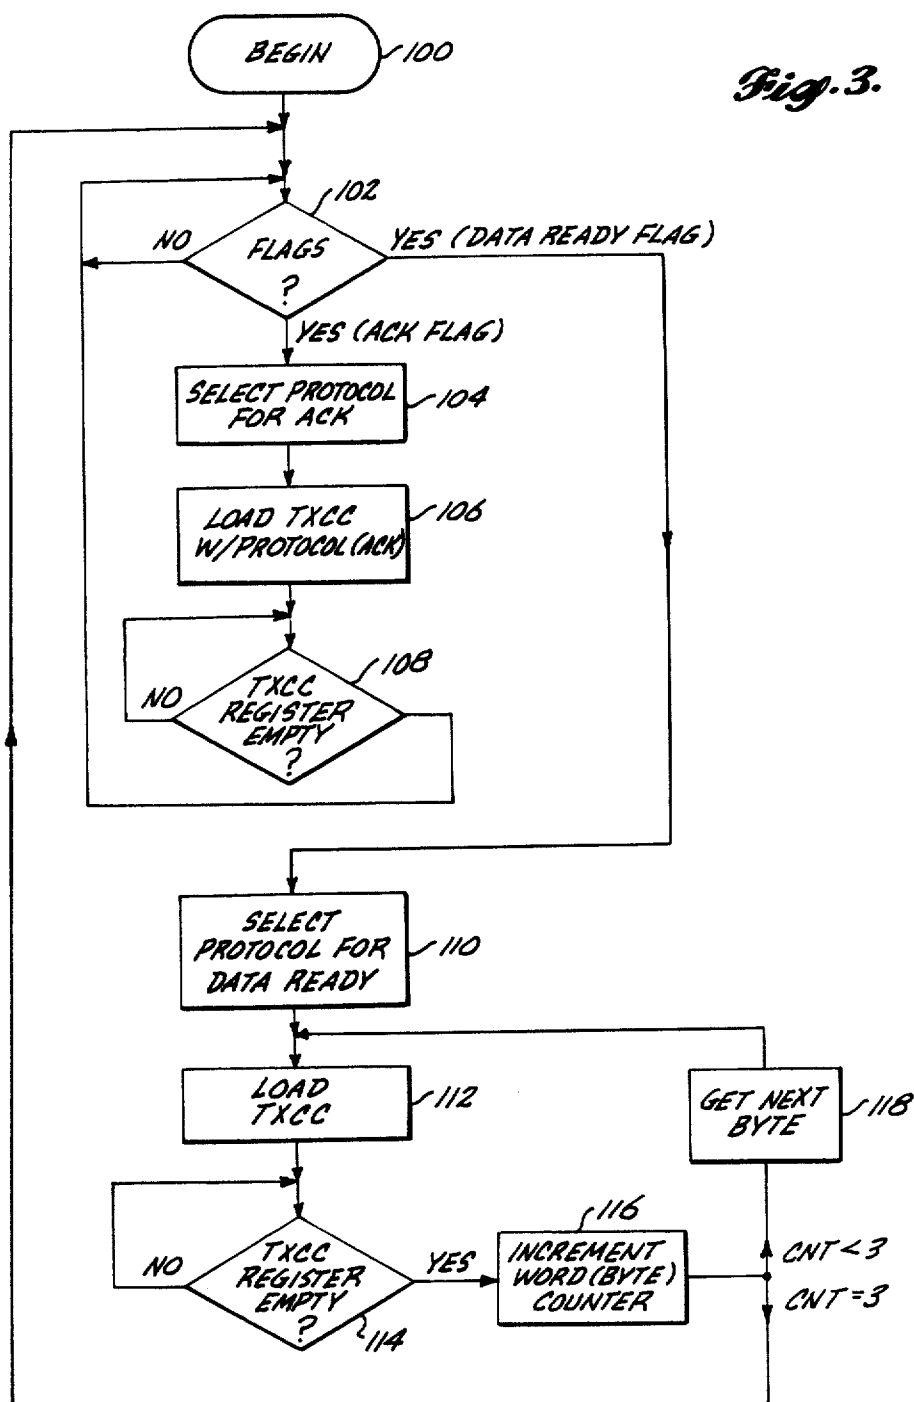 BEGIN
100
Fig. 3.
102
NO
FLAGS
?
YES (DATA READY FLAG)
YES (ACK FLAG)
SELECT PROTOCOL
FOR ACK
104
LOAD TXCC
W/PROTOCOL(ACK)
106
108
NO
TXCC
REGISTER
EMPTY
?
SELECT
PROTOCOL FOR
DATA READY
110
LOAD
TXCC
112
GET NEXT
BYTE
118
116
NO
TXCC
REGISTER
EMPTY
?
114
YES
INCREMENT
WORD(BYTE)
COUNTER
CNT < 3
CNT = 3